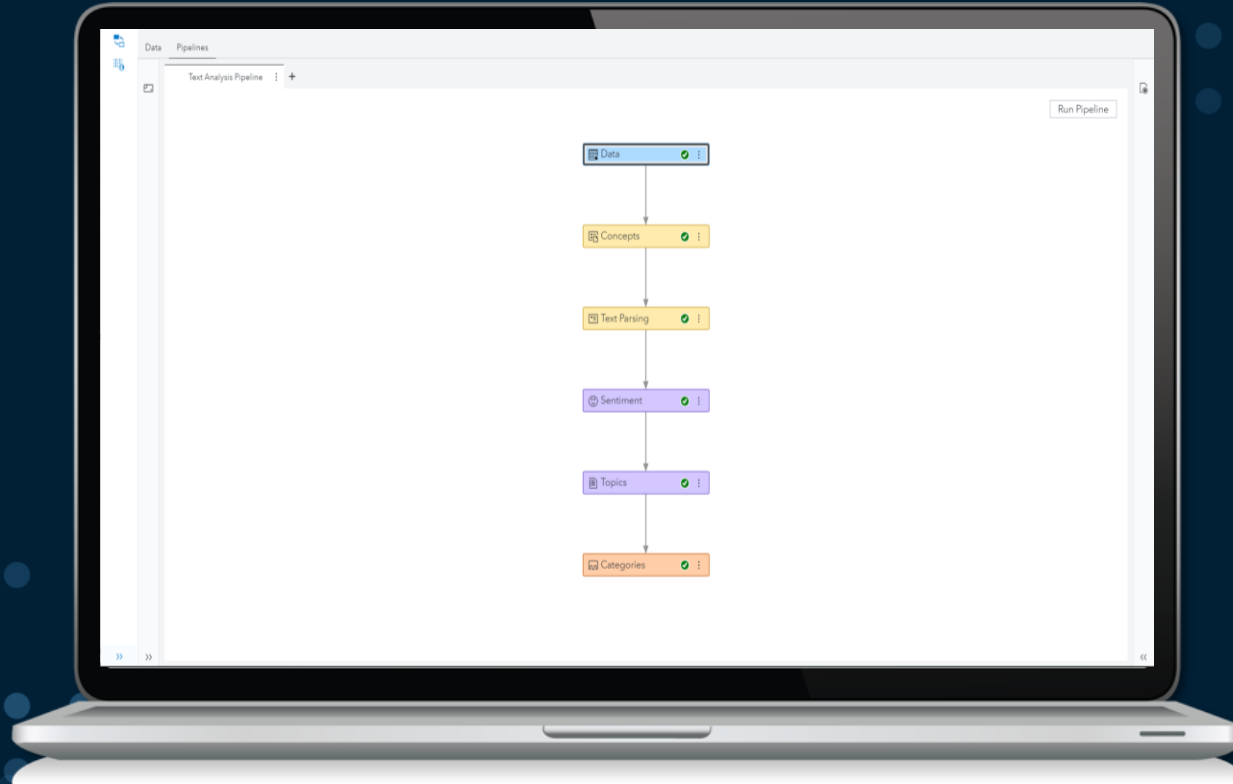 Data Pipelines
Text Analysis Pipeline
Run Pipeline
Data
Concepts
Text Parsing
Sentiment
Topics
Categories